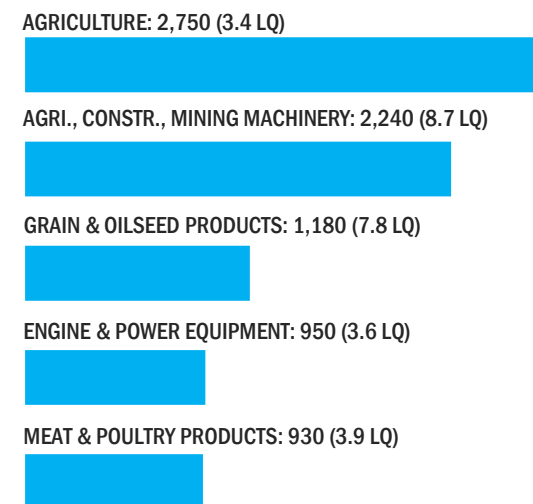 AGRICULTURE: 2,750 (3.4 LQ)
AGRI., CONSTR., MINING MACHINERY: 2,240 (8.7 LQ)
GRAIN & OILSEED PRODUCTS: 1,180 (7.8 LQ)
ENGINE & POWER EQUIPMENT: 950 (3.6 LQ)
MEAT & POULTRY PRODUCTS: 930 (3.9 LQ)